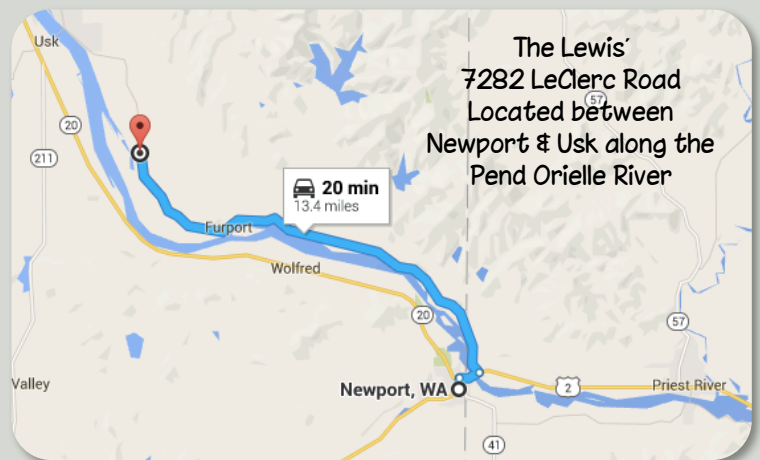 Usk
The Lewis'
7282 LeClerc Road
57
Located between
Newport & Usk along the
Pend Orielle River
20
211
20 min
13.4 miles
Furport
Wolfred
20
57
Newport, WA
2
Priest River
Valley
41